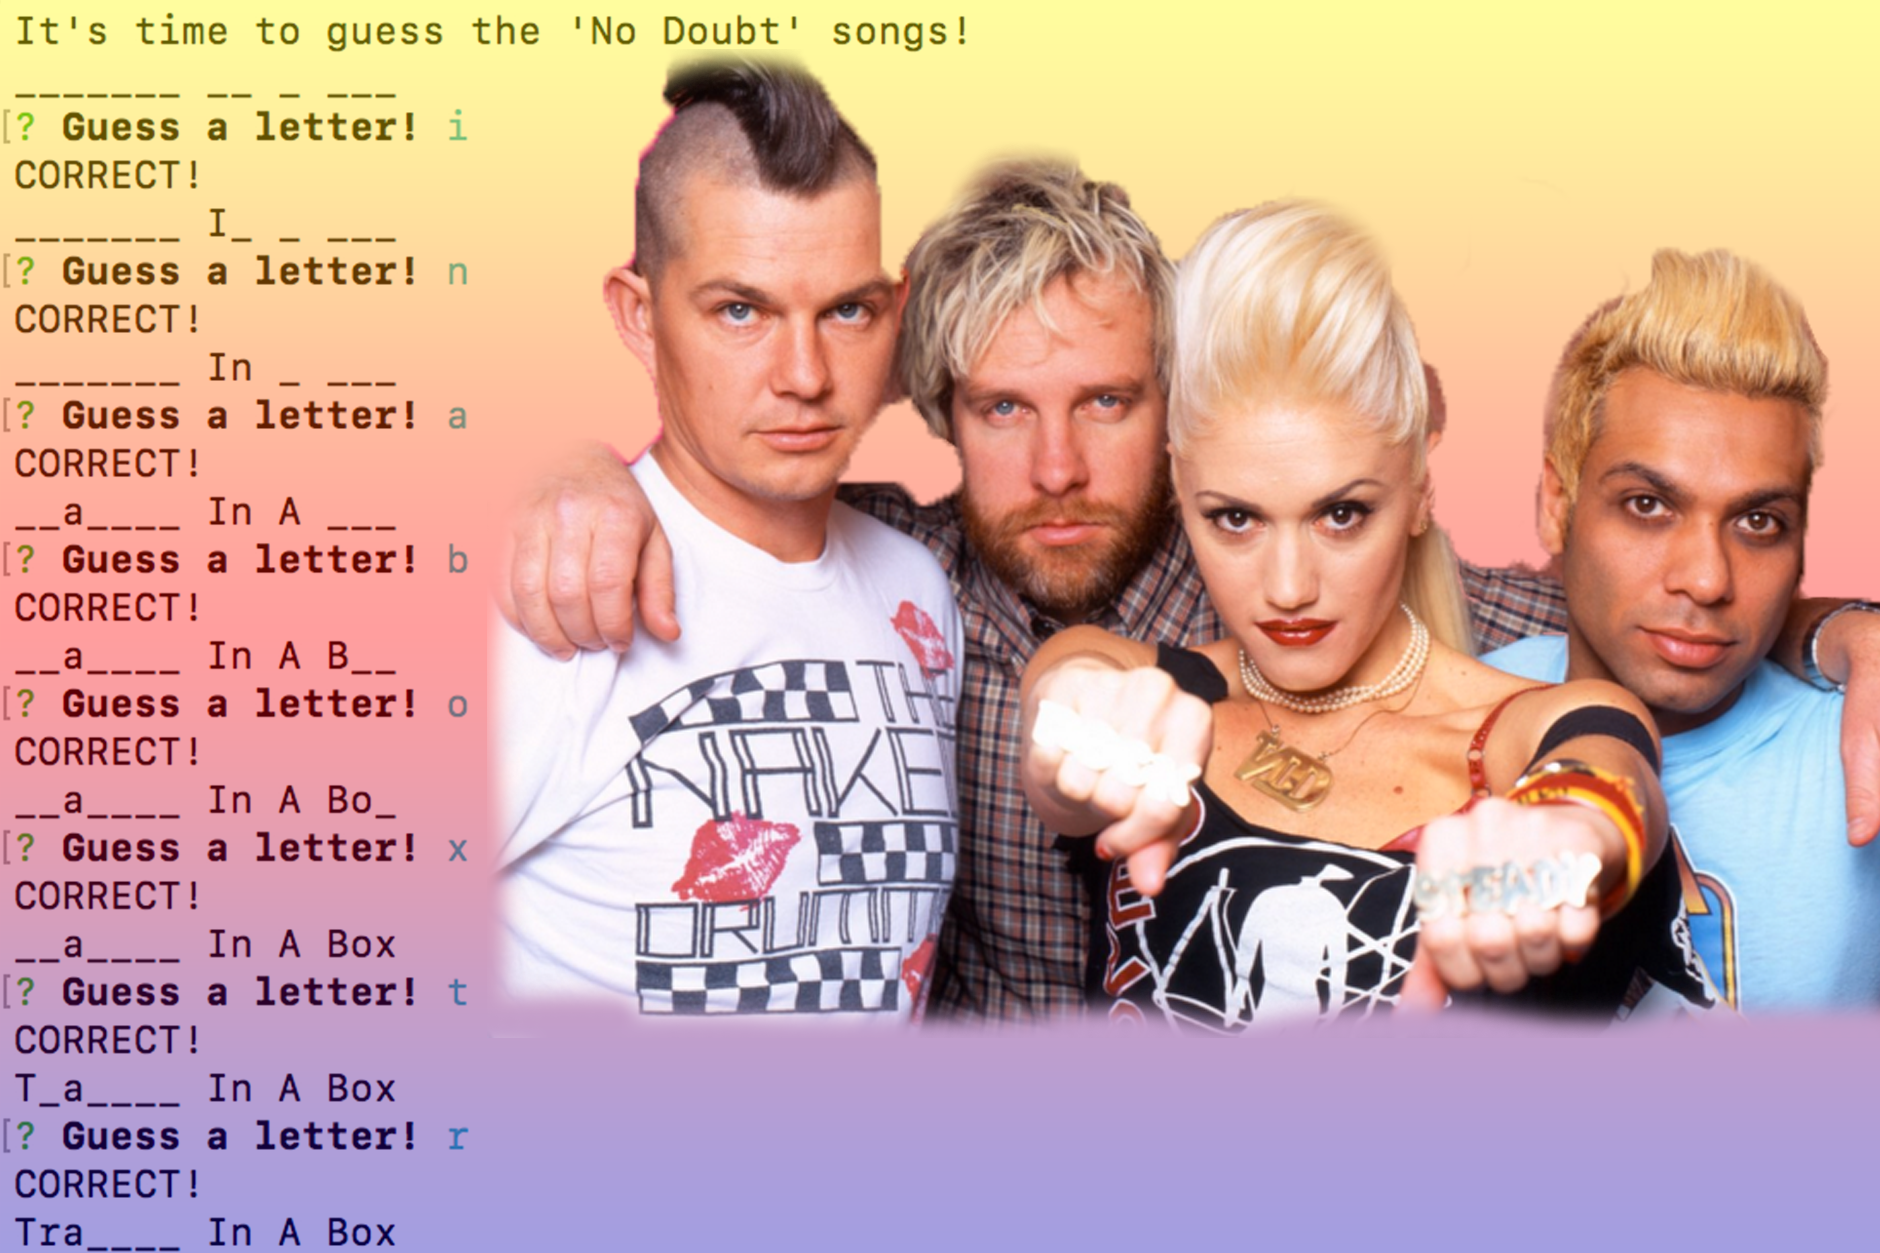 It's time to guess the 'No Doubt' songs!
_______ __ _ ___
[? Guess a letter! i
CORRECT!
_______ I_ _ ___
[? Guess a letter! n
CORRECT!
_______ In _ ___
[? Guess a letter! a
CORRECT!
__a____ In A ___
[? Guess a letter! b
CORRECT!
__a____ In A B__
[? Guess a letter! o
CORRECT!
__a____ In A Bo_
[? Guess a letter! x
CORRECT!
__a____ In A Box
[? Guess a letter! t
CORRECT!
T_a____ In A Box
[? Guess a letter! r
CORRECT!
Tra____ In A Box
THE
NAKE
DRUMM
ND
STEADY